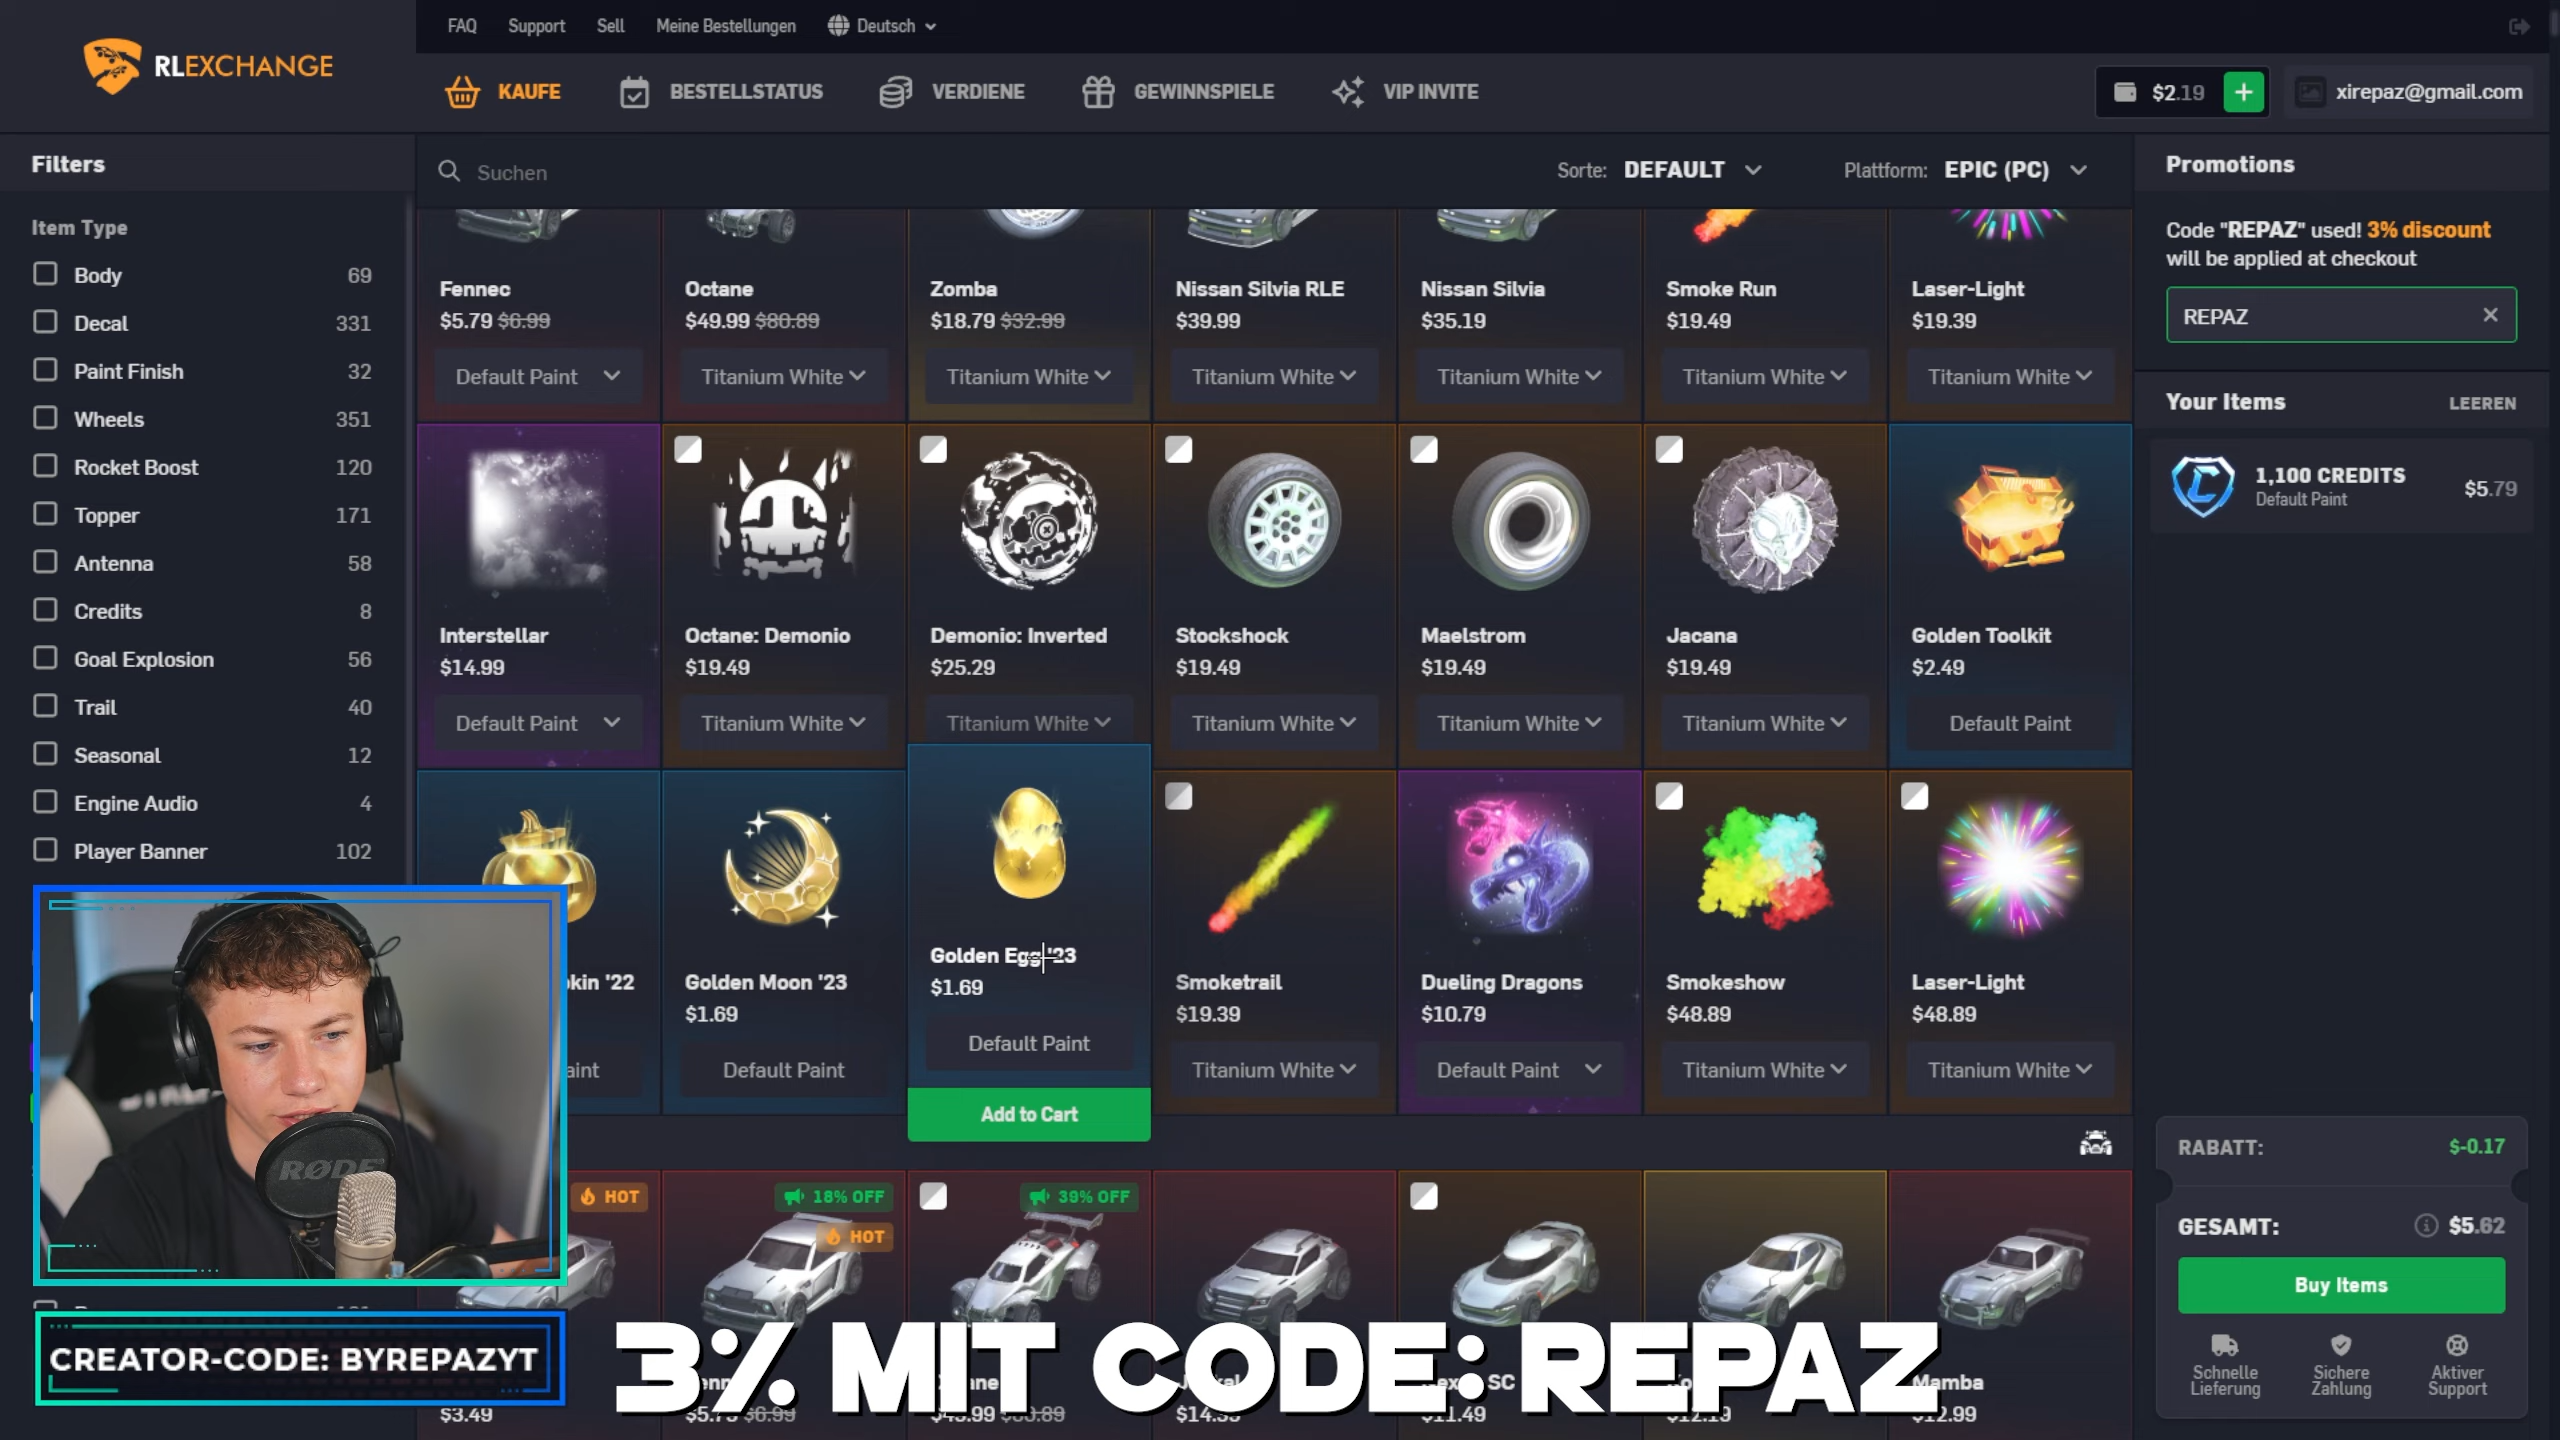 RLEXCHANGE
FAQ Support Sell Meine Bestellungen Deutsch
KAUFE BESTELLSTATUS VERDIENE GEWINNSPIELE VIP INVITE
$2.19 + xirepaz@gmail.com
Filters
Item Type
Body 69
Decal 331
Paint Finish 32
Wheels 351
Rocket Boost 120
Topper 171
Antenna 58
Credits 8
Goal Explosion 56
Trail 40
Seasonal 12
Engine Audio 4
Player Banner 102
Suchen
Sorte: DEFAULT Plattform: EPIC (PC)
Fennec Octane Zomba Nissan Silvia RLE Nissan Silvia Smoke Run Laser-Light
$5.79 $6.99 $49.99 $80.89 $18.79 $32.99 $39.99 $35.19 $19.49 $19.39
Default Paint Titanium White Titanium White Titanium White Titanium White Titanium White Titanium White
Interstellar Octane: Demonio Demonio: Inverted Stockshock Maelstrom Jacana Golden Toolkit
$14.99 $19.49 $25.29 $19.49 $19.49 $19.49 $2.49
Default Paint Titanium White Titanium White Titanium White Titanium White Titanium White Default Paint
kin '22 Golden Moon '23 Golden Egg '23 Smoketrail Dueling Dragons Smokeshow Laser-Light
$1.69 $1.69 $19.39 $10.79 $48.89 $48.89
aint Default Paint Default Paint Titanium White Default Paint Titanium White Titanium White
Add to Cart
HOT 18% OFF HOT 39% OFF
SC Mamba
$3.49 $6.99 $12.99
Promotions
Code "REPAZ" used! 3% discount
will be applied at checkout
REPAZ
Your Items LEEREN
1,100 CREDITS $5.79
Default Paint
RABATT: $-0.17
GESAMT: $5.62
Buy Items
Schnelle Lieferung
Sichere Zahlung
Aktiver Support
RØDE
CREATOR-CODE: BYREPAZYT
3% MIT CODE: REPAZ